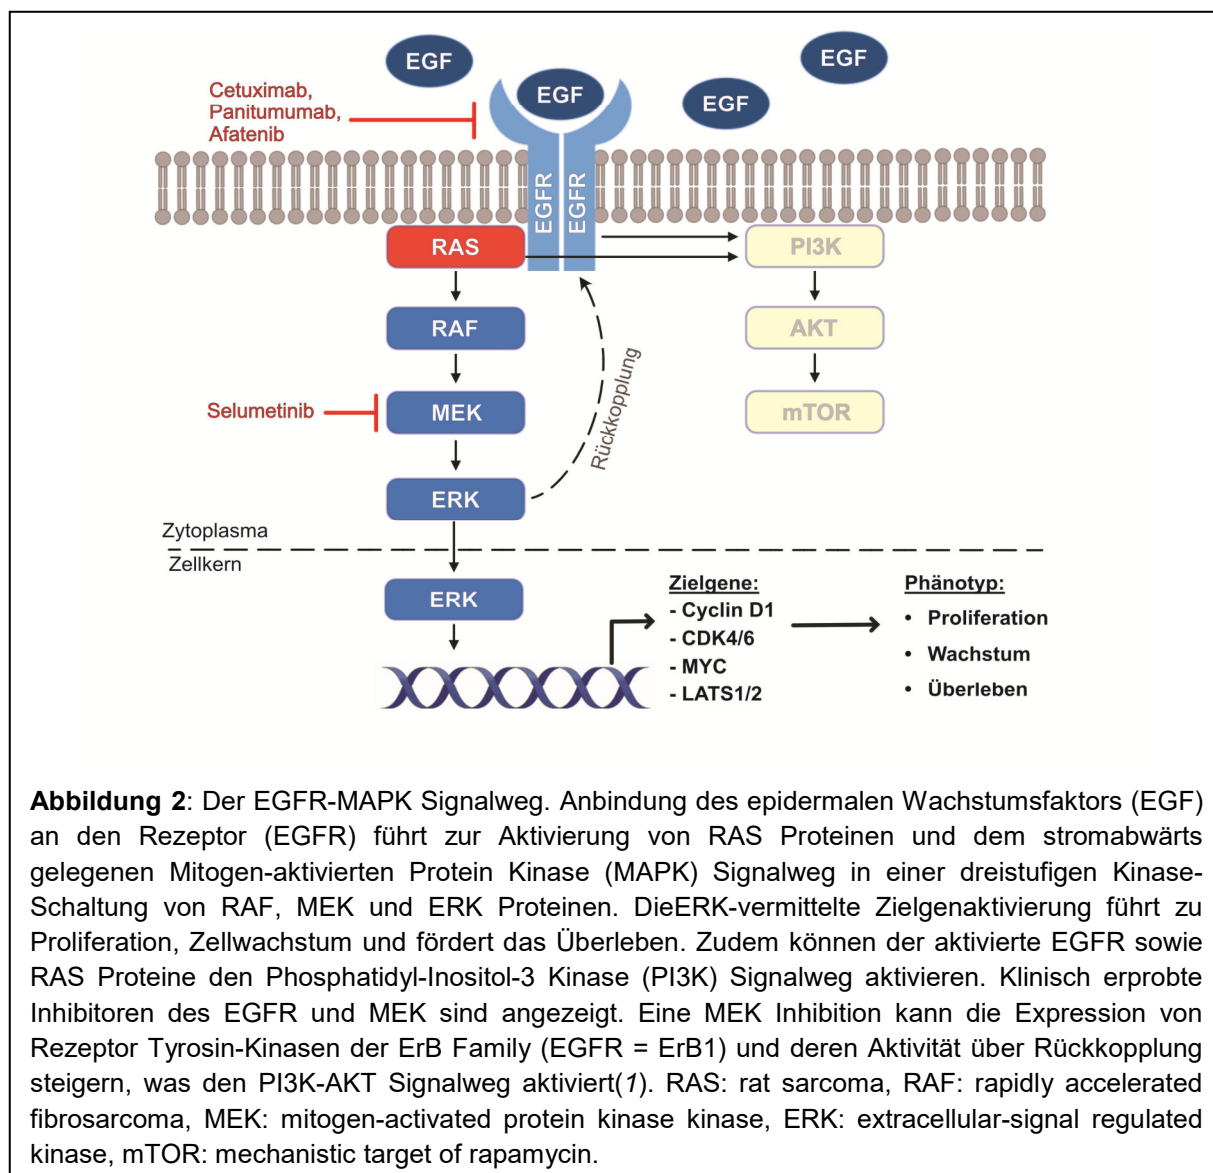 EGF
EGF
EGF
EGF
Cetuximab,
Panitumumab,
Afatenib
EGFR
EGFR
RAS
PI3K
RAF
AKT
Rückkopplung
Selumetinib
MEK
mTOR
ERK
Zytoplasma
Zellkern
ERK
Zielgene:
- Cyclin D1
- CDK4/6
- MYC
- LATS1/2
Phänotyp:
• Proliferation
• Wachstum
• Überleben
Abbildung 2: Der EGFR-MAPK Signalweg. Anbindung des epidermalen Wachstumsfaktors (EGF)
an den Rezeptor (EGFR) führt zur Aktivierung von RAS Proteinen und dem stromabwärts
gelegenen Mitogen-aktivierten Protein Kinase (MAPK) Signalweg in einer dreistufigen Kinase-
Schaltung von RAF, MEK und ERK Proteinen. DieERK-vermittelte Zielgenaktivierung führt zu
Proliferation, Zellwachstum und fördert das Überleben. Zudem können der aktivierte EGFR sowie
RAS Proteine den Phosphatidyl-Inositol-3 Kinase (PI3K) Signalweg aktivieren. Klinisch erprobte
Inhibitoren des EGFR und MEK sind angezeigt. Eine MEK Inhibition kann die Expression von
Rezeptor Tyrosin-Kinasen der ErB Family (EGFR = ErB1) und deren Aktivität über Rückkopplung
steigern, was den PI3K-AKT Signalweg aktiviert(1). RAS: rat sarcoma, RAF: rapidly accelerated
fibrosarcoma, MEK: mitogen-activated protein kinase kinase, ERK: extracellular-signal regulated
kinase, mTOR: mechanistic target of rapamycin.